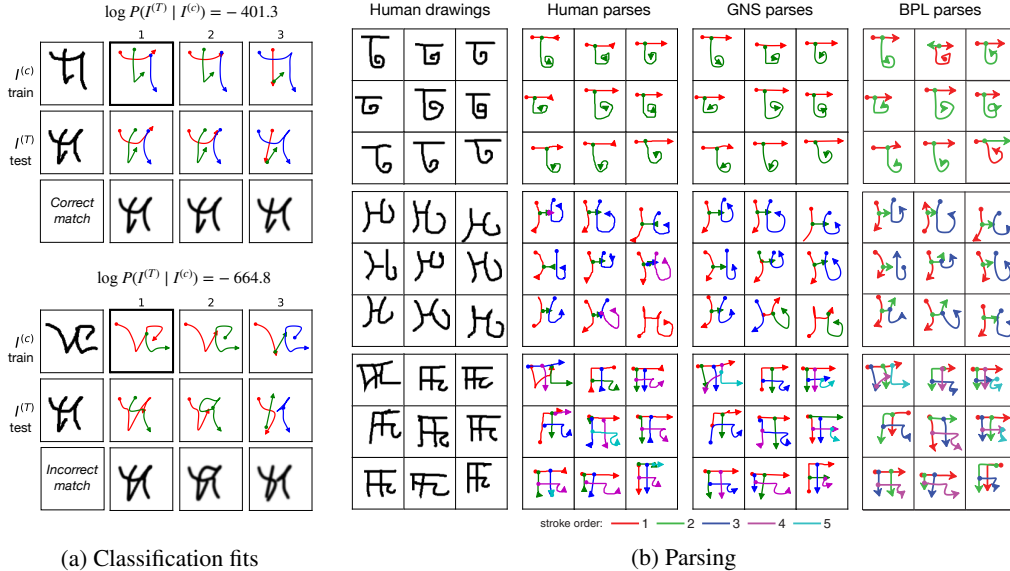 log P(I^(T) | I^(c)) = − 401.3
1 2 3
I^(c)
train
I^(T)
test
Correct
match
log P(I^(T) | I^(c)) = − 664.8
1 2 3
I^(c)
train
I^(T)
test
Incorrect
match
(a) Classification fits
Human drawings Human parses GNS parses BPL parses
stroke order: 1 2 3 4 5
(b) Parsing